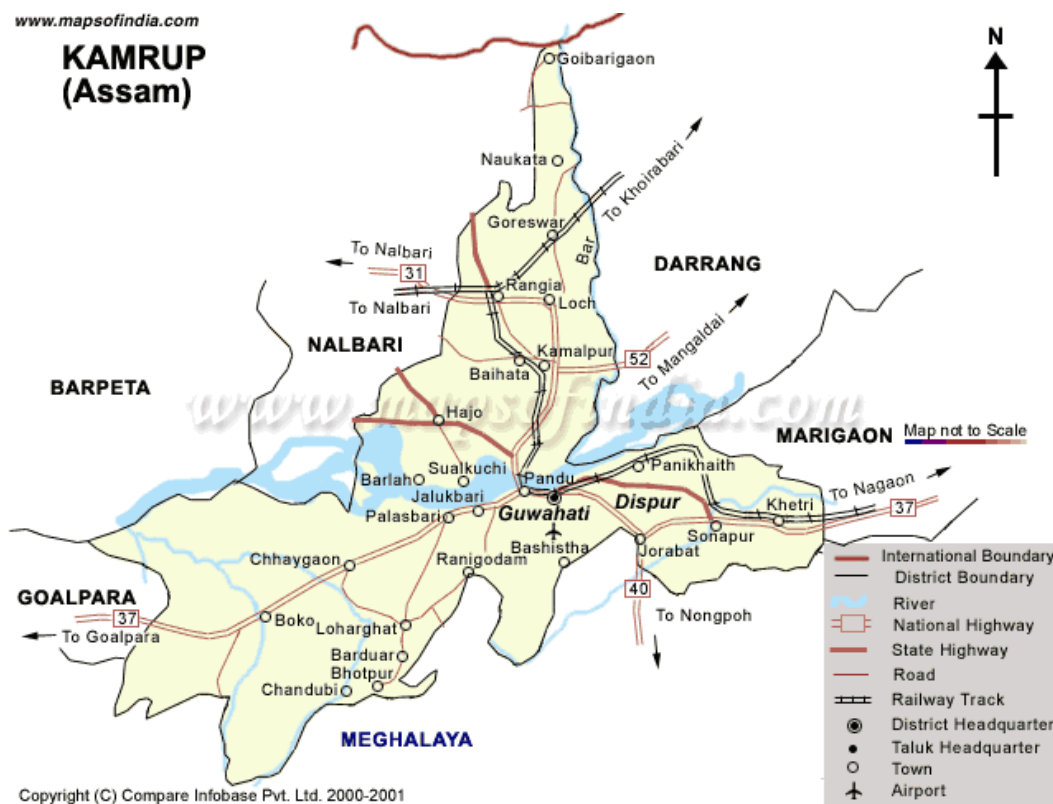 www.mapsofindia.com
KAMRUP
(Assam)
N
Goibarigaon
Naukata
To Khoirabari
Goreswar
Bar
To Nalbari
31
DARRANG
Rangia
To Nalbari
Loch
To Mangaldai
NALBARI
Kamalpur
52
Baihata
BARPETA
www.mapsofindia.com
Hajo
MARIGAON
Map not to Scale
Sualkuchi
Panikhaith
Barlah
Pandu
To Nagaon
Jalukbari
Dispur
Khetri
37
Palasbari
Guwahati
Sonapur
Bashistha
Jorabat
Chhaygaon
Ranigodam
International Boundary
District Boundary
40
GOALPARA
River
37
Boko
To Nongpoh
National Highway
To Goalpara
Loharghat
State Highway
Barduar
Bhotpur
Road
Chandubi
Railway Track
District Headquarter
MEGHALAYA
Taluk Headquarter
Town
Airport
Copyright (C) Compare Infobase Pvt. Ltd. 2000-2001